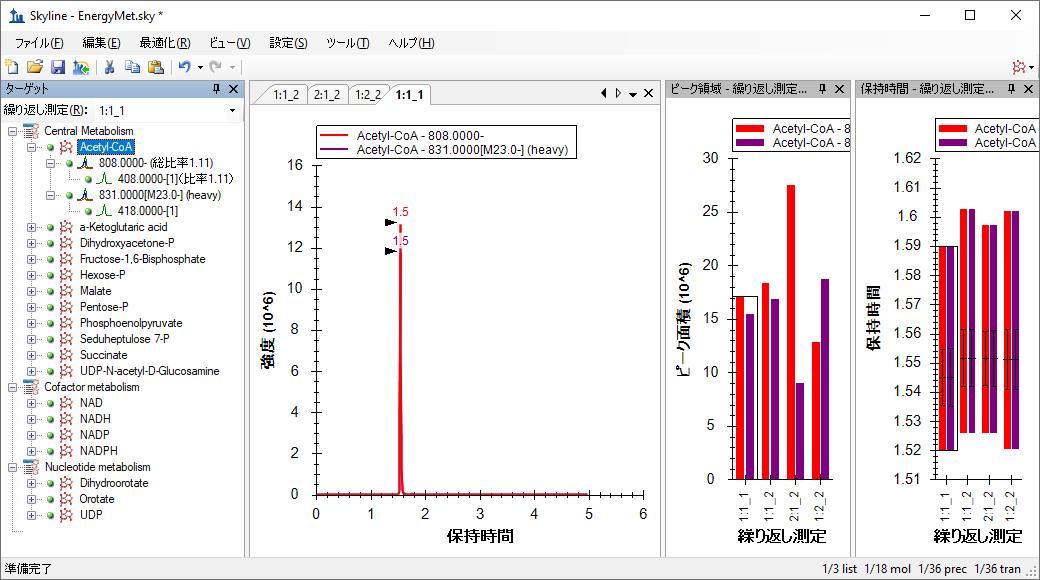 Skyline - EnergyMet.sky *
ファイル(F) 編集(E) 最適化(R) ビュー(V) 設定(S) ツール(T) ヘルプ(H)
ターゲット
繰り返し測定(R): 1:1_1
Central Metabolism
Acetyl-CoA
808.0000- (総比率1.11)
408.0000-[1](比率1.11)
831.0000[M23.0-] (heavy)
418.0000-[1]
a-Ketoglutaric acid
Dihydroxyacetone-P
Fructose-1,6-Bisphosphate
Hexose-P
Malate
Pentose-P
Phosphoenolpyruvate
Seduheptulose 7-P
Succinate
UDP-N-acetyl-D-Glucosamine
Cofactor metabolism
NAD
NADH
NADP
NADPH
Nucleotide metabolism
Dihydroorotate
Orotate
UDP
1:1_2 2:1_2 1:2_2 1:1_1
Acetyl-CoA - 808.0000-
Acetyl-CoA - 831.0000[M23.0-] (heavy)
強度 (10^6)
16
14
12
10
8
6
4
2
0
1.5
1.5
0 1 2 3 4 5 6
保持時間
ピーク領域 - 繰り返し測定...
Acetyl-CoA - 8
Acetyl-CoA - 8
ピーク面積 (10^6)
30
25
20
15
10
5
0
1:1_1 1:1_2 2:1_2 1:2_2
繰り返し測定
保持時間 - 繰り返し測定...
Acetyl-CoA
Acetyl-CoA
保持時間
1.62
1.61
1.6
1.59
1.58
1.57
1.56
1.55
1.54
1.53
1.52
1.51
1:1_1 1:1_2 2:1_2 1:2_2
繰り返し測定
準備完了
1/3 list 1/18 mol 1/36 prec 1/36 tran